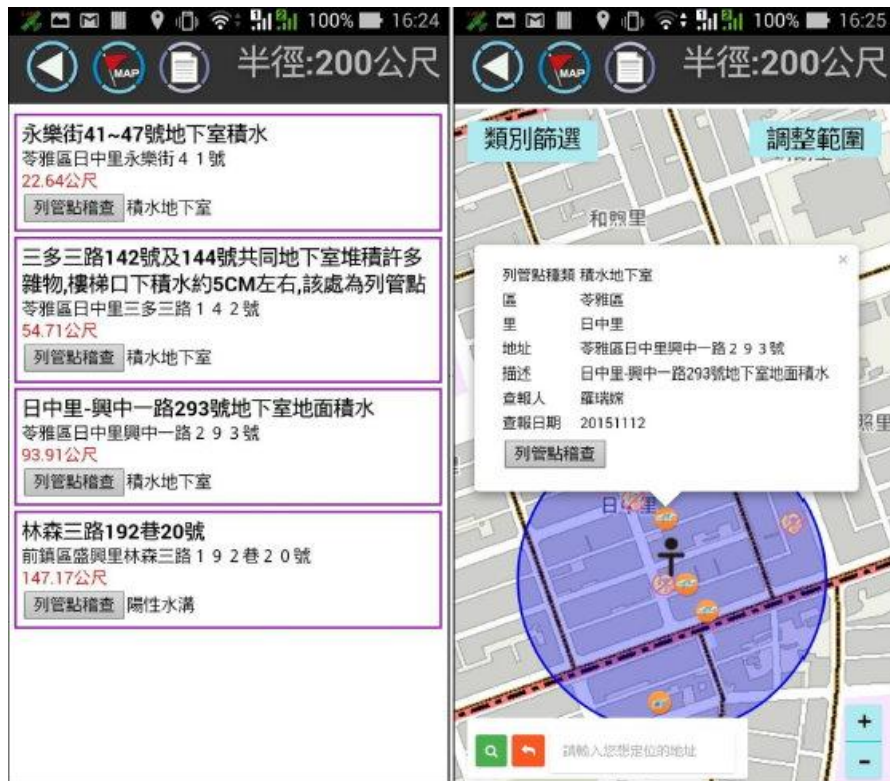 100% 16:24
MAP
半徑:200公尺
永樂街41~47號地下室積水
苓雅區日中里永樂街41號
22.64公尺
列管點稽查 積水地下室
三多三路142號及144號共同地下室堆積許多
雜物,樓梯口下積水約5CM左右,該處為列管點
苓雅區日中里三多三路142號
54.71公尺
列管點稽查 積水地下室
日中里-興中一路293號地下室地面積水
苓雅區日中里興中一路293號
93.91公尺
列管點稽查 積水地下室
林森三路192巷20號
前鎮區盛興里林森三路192巷20號
147.17公尺
列管點稽查 陽性水溝
100% 16:25
MAP
半徑:200公尺
類別篩選
調整範圍
和煦里
×
列管點種類 積水地下室
區 苓雅區
里 日中里
地址 苓雅區日中里興中一路293號
描述 日中里-興中一路293號地下室地面積水
查報人
查報日期 20151112
列管點稽查
照里
日中里
+
請輸入您想定位的地址
-